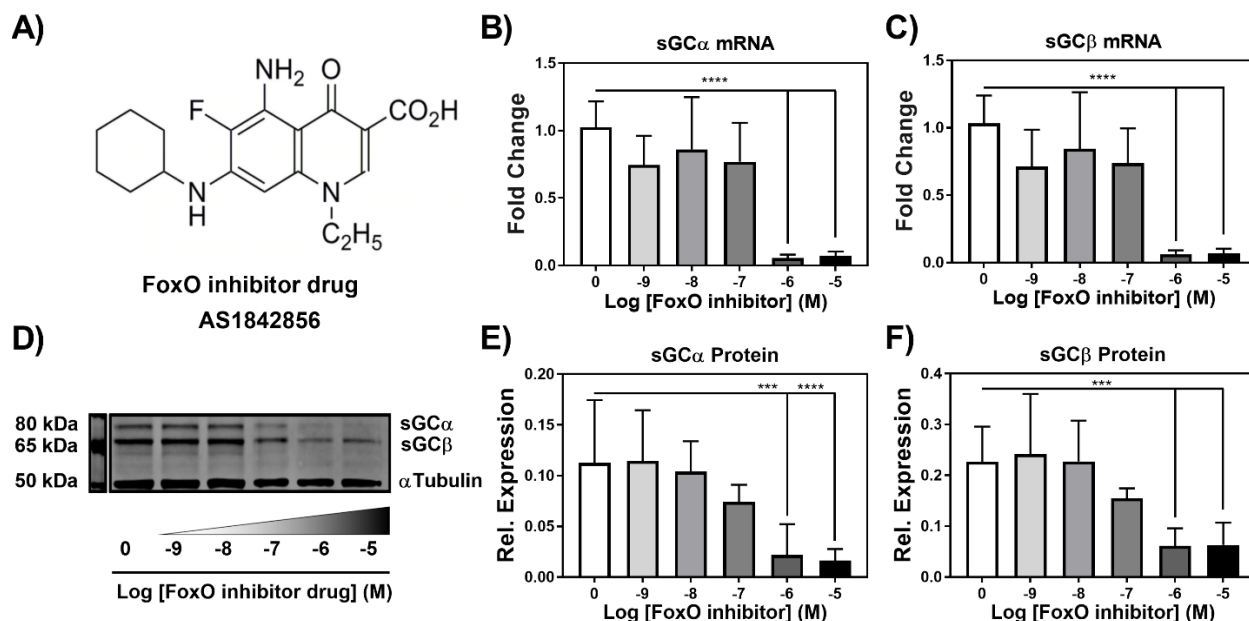 A)
NH₂
O
F
CO₂H
N
H
N
C₂H₅
FoxO inhibitor drug
AS1842856
B)
sGCα mRNA
****
Fold Change
1.5
1.0
0.5
0.0
0 -9 -8 -7 -6 -5
Log [FoxO inhibitor] (M)
C)
sGCβ mRNA
****
Fold Change
1.5
1.0
0.5
0.0
0 -9 -8 -7 -6 -5
Log [FoxO inhibitor] (M)
D)
80 kDa
65 kDa
50 kDa
sGCα
sGCβ
αTubulin
0 -9 -8 -7 -6 -5
Log [FoxO inhibitor drug] (M)
E)
sGCα Protein
*** ****
Rel. Expression
0.20
0.15
0.10
0.05
0.00
0 -9 -8 -7 -6 -5
Log [FoxO inhibitor] (M)
F)
sGCβ Protein
***
Rel. Expression
0.4
0.3
0.2
0.1
0.0
0 -9 -8 -7 -6 -5
Log [FoxO inhibitor] (M)